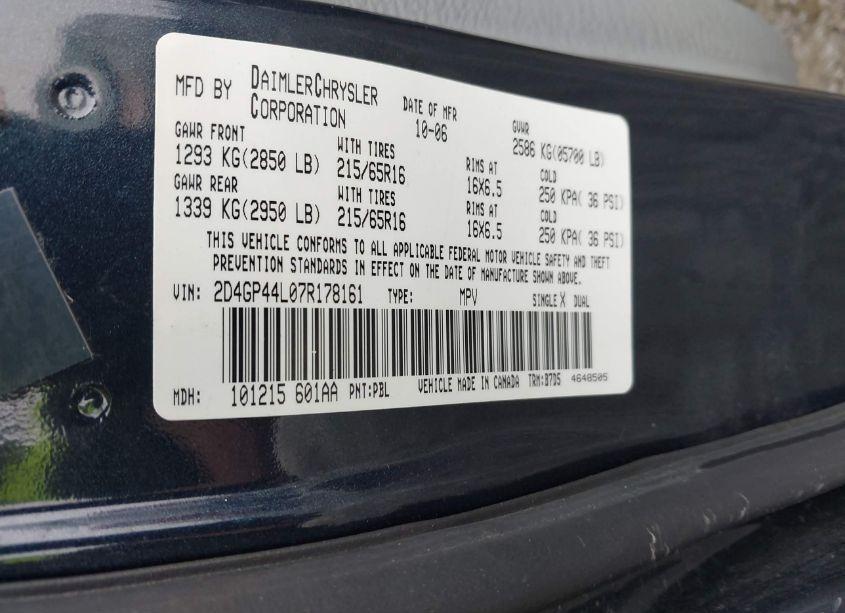 MFD BY DAIMLERCHRYSLER CORPORATION DATE OF MFR 10-06 GVWR 2586 KG(05700 LB)
GAWR FRONT WITH TIRES RIMS AT COLD
1293 KG(2850 LB) 215/65R16 16X6.5 250 KPA( 36 PSI)
GAWR REAR WITH TIRES RIMS AT COLD
1339 KG(2950 LB) 215/65R16 16X6.5 250 KPA( 36 PSI)
THIS VEHICLE CONFORMS TO ALL APPLICABLE FEDERAL MOTOR VEHICLE SAFETY AND THEFT
PREVENTION STANDARDS IN EFFECT ON THE DATE OF MANUFACTURE SHOWN ABOVE.
VIN: 2D4GP44L07R178161 TYPE: MPV SINGLE X DUAL
MDH: 101215 601AA PNT:PBL VEHICLE MADE IN CANADA TRM:B7D5 4648505